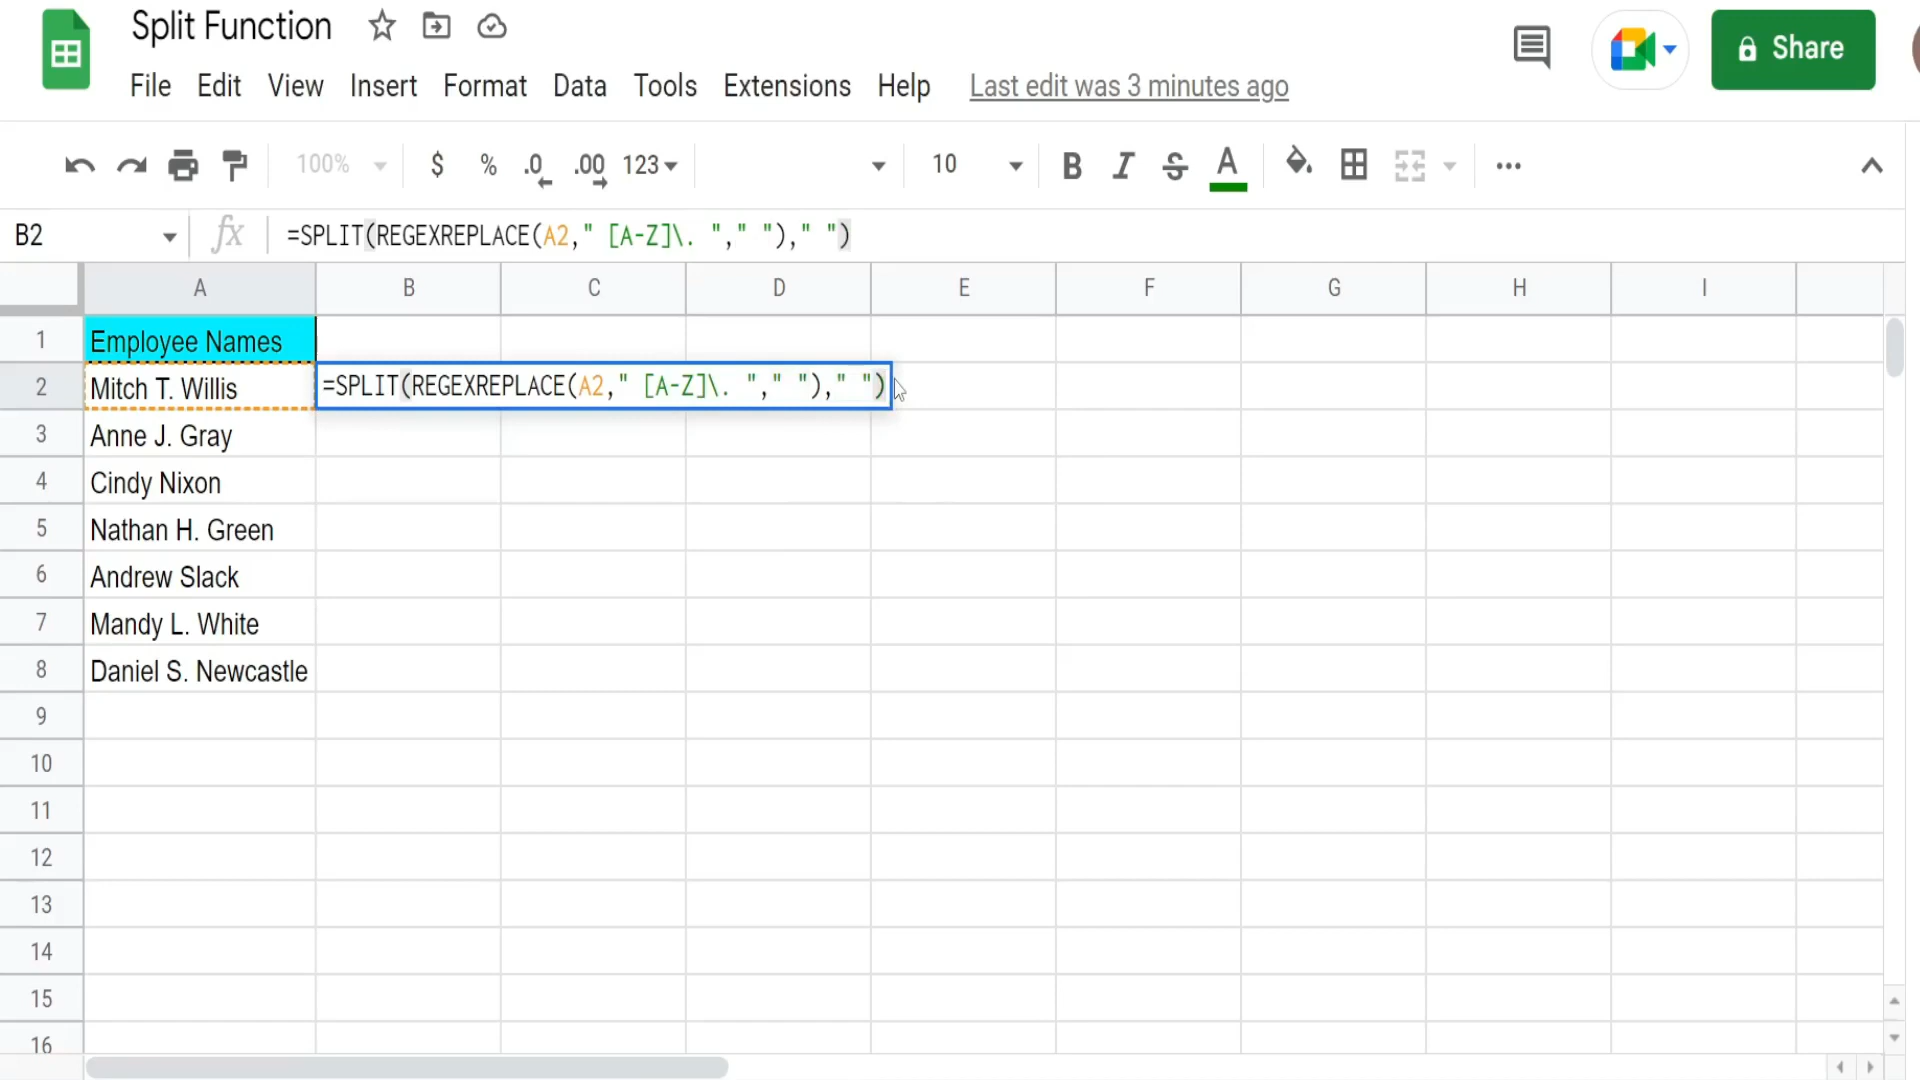 Split Function
File Edit View Insert Format Data Tools Extensions Help Last edit was 3 minutes ago
Share
100% $ % .0 .00 123 10 B I S A
B2 fx =SPLIT(REGEXREPLACE(A2," [A-Z]\. "," ")," ")
A B C D E F G H I
1 Employee Names
2 Mitch T. Willis =SPLIT(REGEXREPLACE(A2," [A-Z]\. "," ")," ")
3 Anne J. Gray
4 Cindy Nixon
5 Nathan H. Green
6 Andrew Slack
7 Mandy L. White
8 Daniel S. Newcastle
9
10
11
12
13
14
15
16